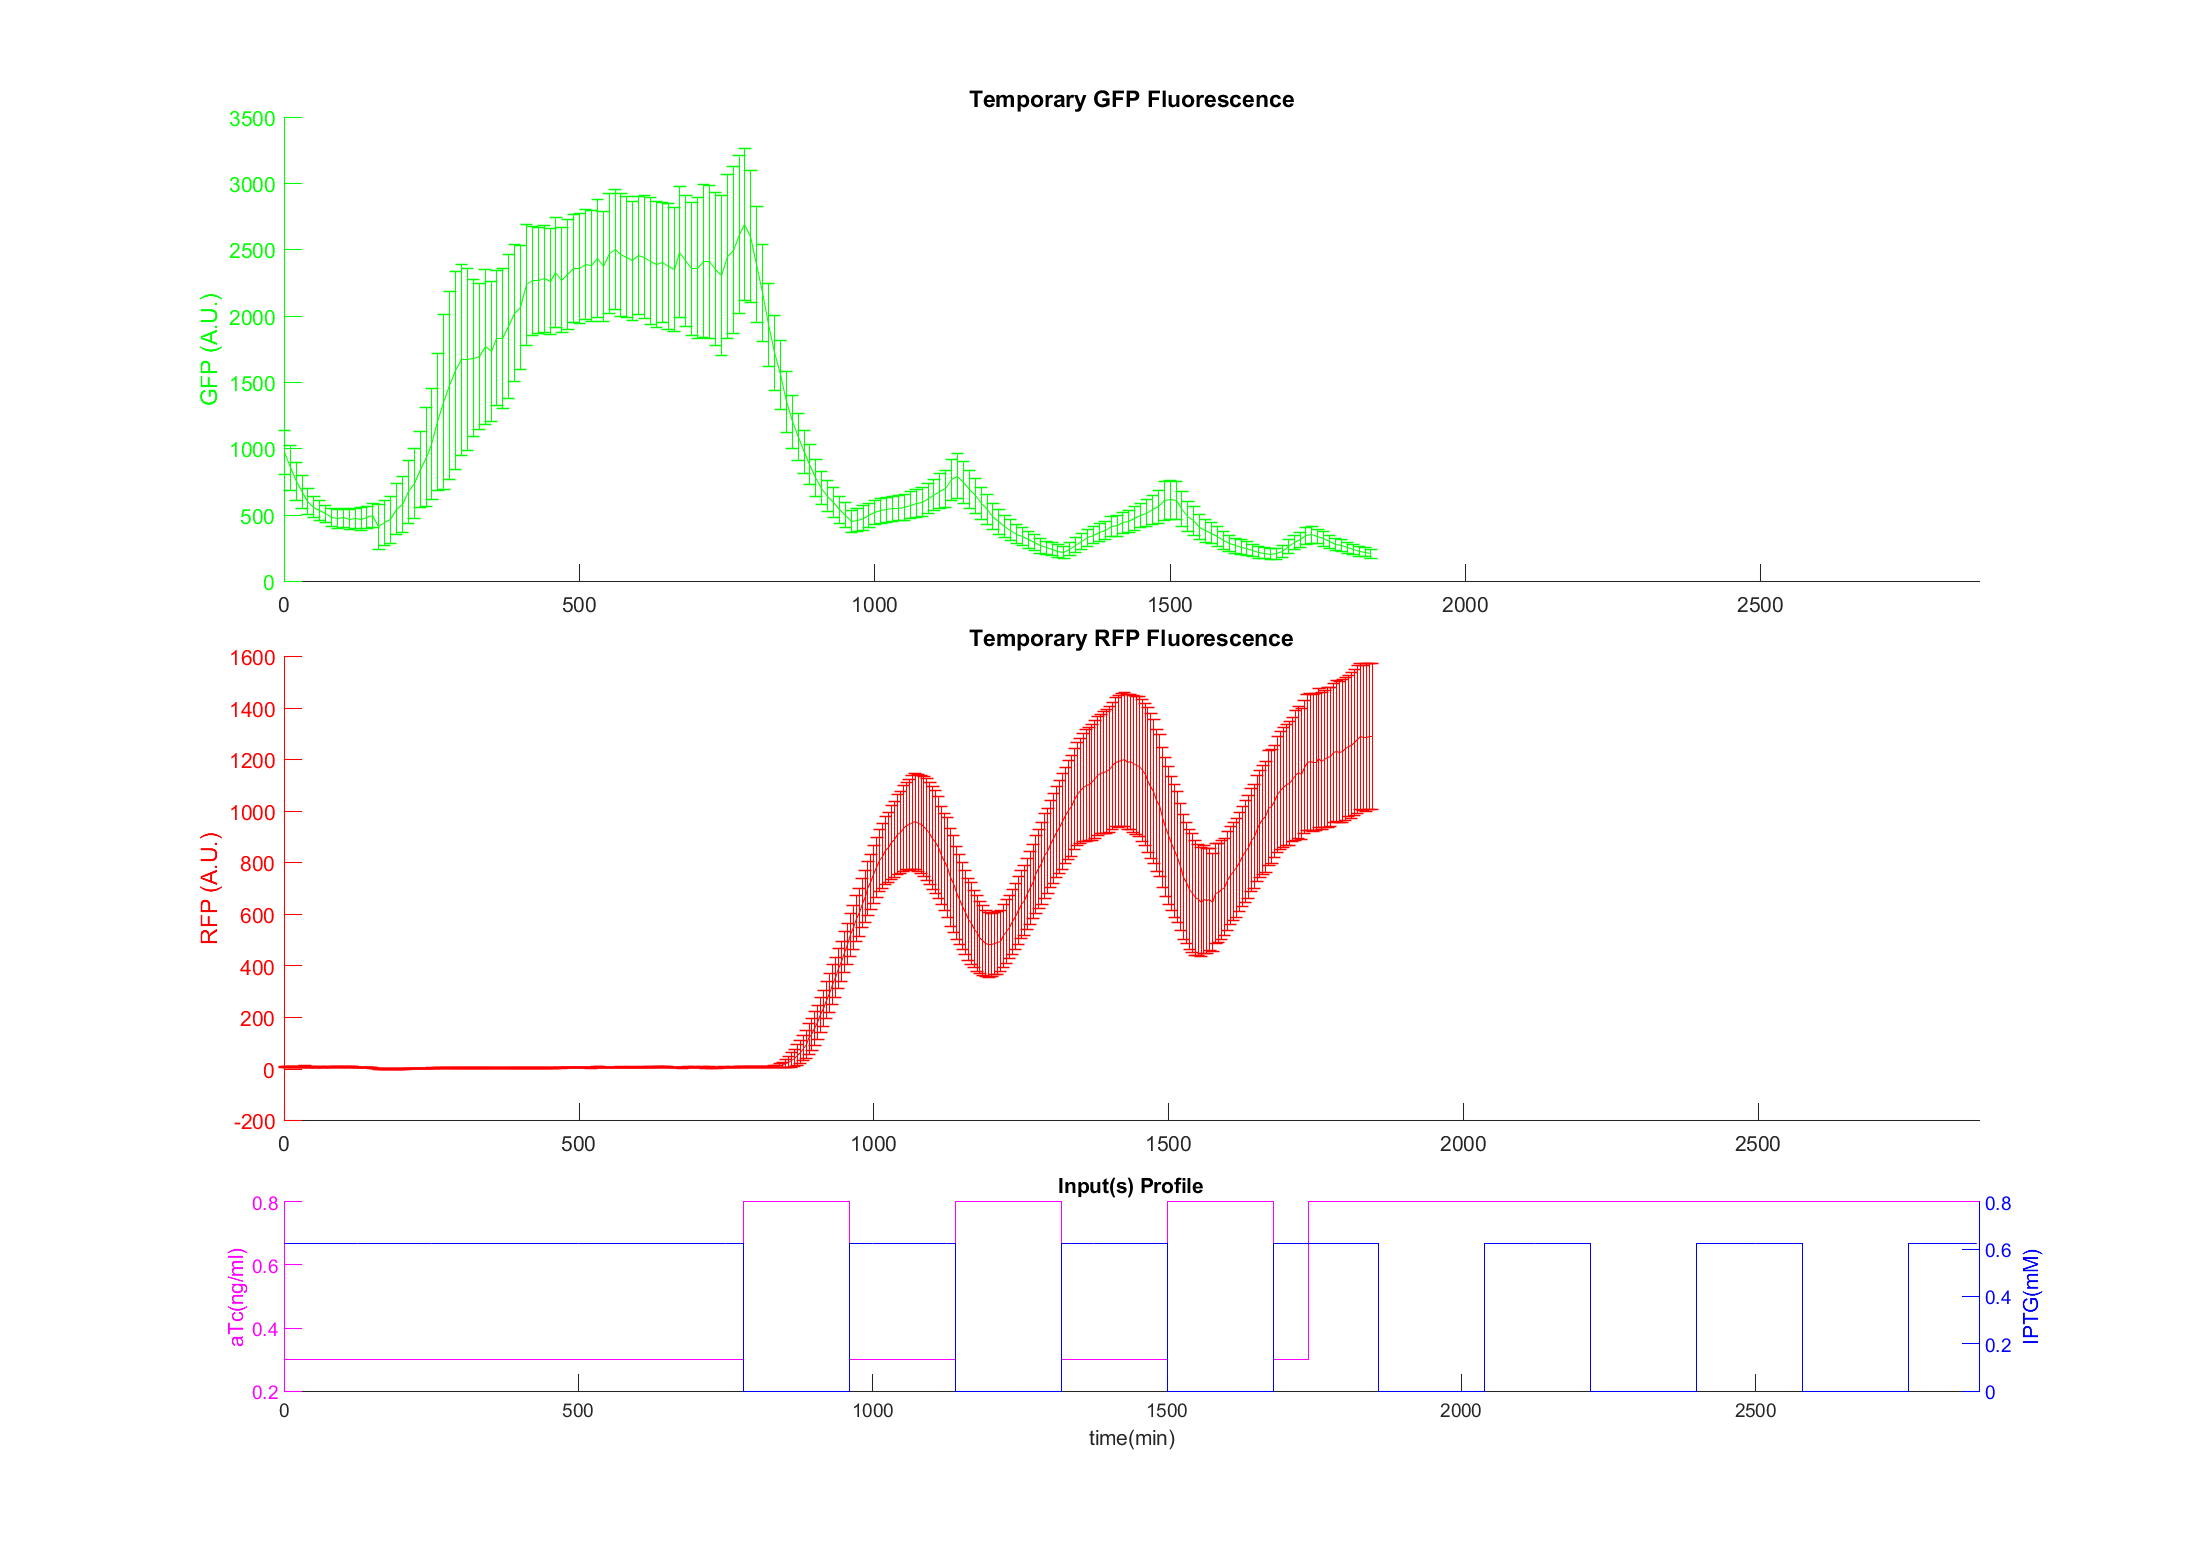 Temporary GFP Fluorescence
GFP (A.U.)
3500
3000
2500
2000
1500
1000
500
0
0 500 1000 1500 2000 2500
Temporary RFP Fluorescence
RFP (A.U.)
1600
1400
1200
1000
800
600
400
200
0
-200
0 500 1000 1500 2000 2500
Input(s) Profile
aTc(ng/ml)
0.8
0.6
0.4
0.2
0.8
0.6
0.4
0.2
0
IPTG(mM)
0 500 1000 1500 2000 2500
time(min)